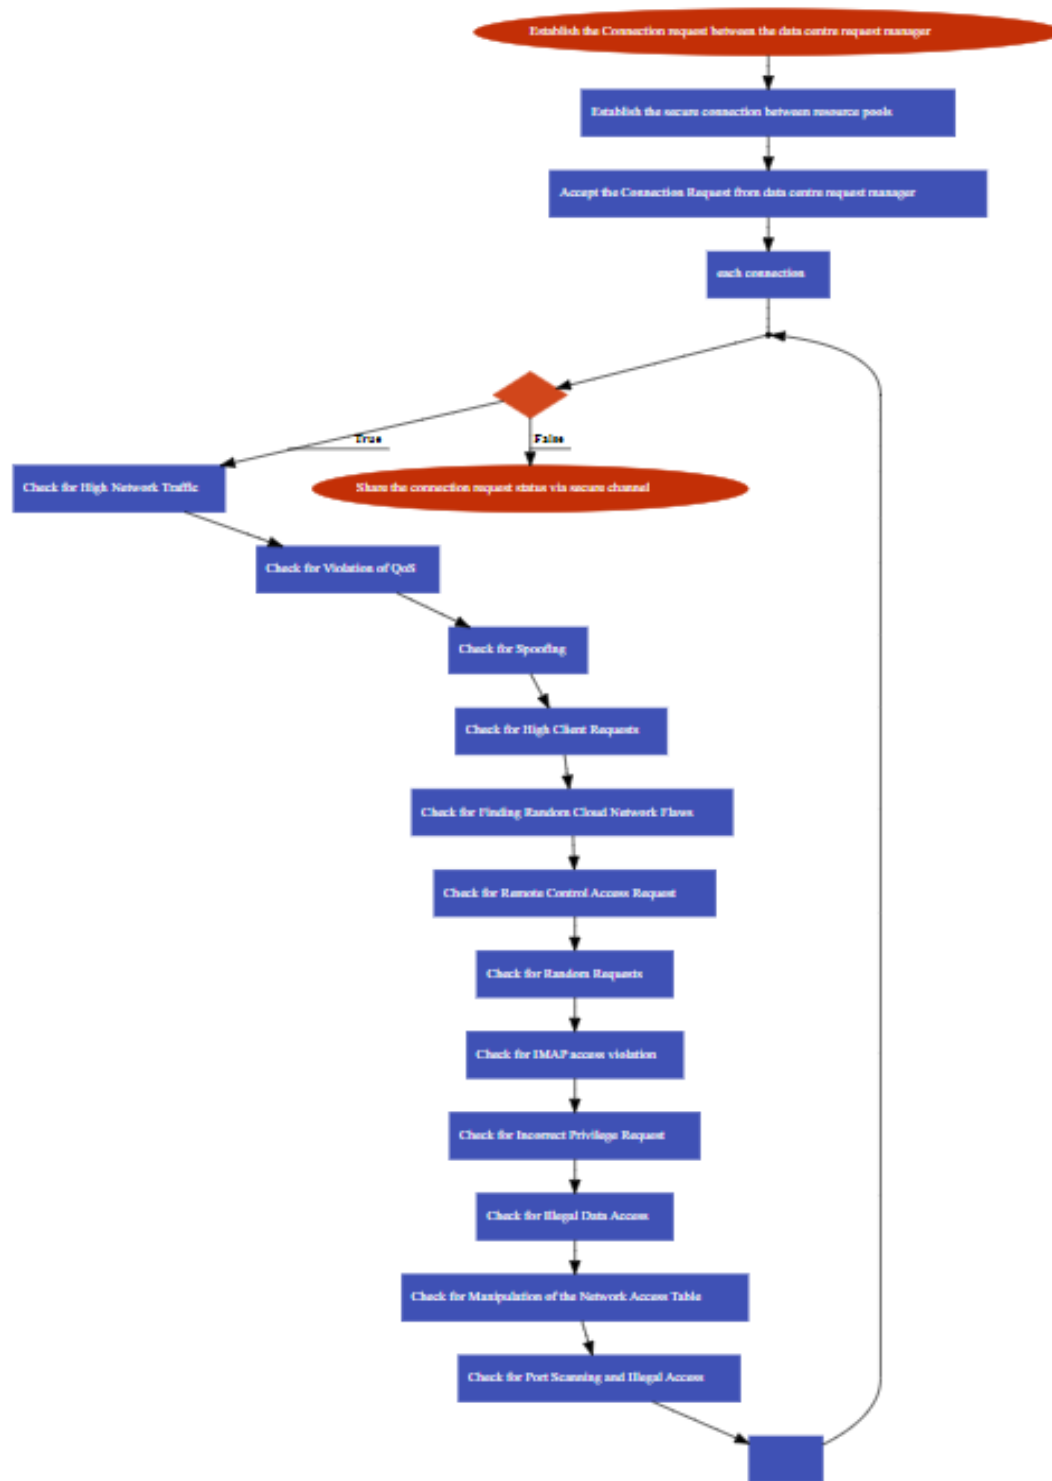 Establish the Connection request between the data centre request manager
Establish the secure connection between resource pools
Accept the Connection Request from data centre request manager
each connection
True
False
Check for High Network Traffic
Share the connection request status via secure channel
Check for Violation of QoS
Check for Spoofing
Check for High Client Requests
Check for Finding Random Cloud Network Flaws
Check for Remote Control Access Request
Check for Random Requests
Check for IMAP access violation
Check for Incorrect Privilege Request
Check for Illegal Data Access
Check for Manipulation of the Network Access Table
Check for Port Scanning and Illegal Access